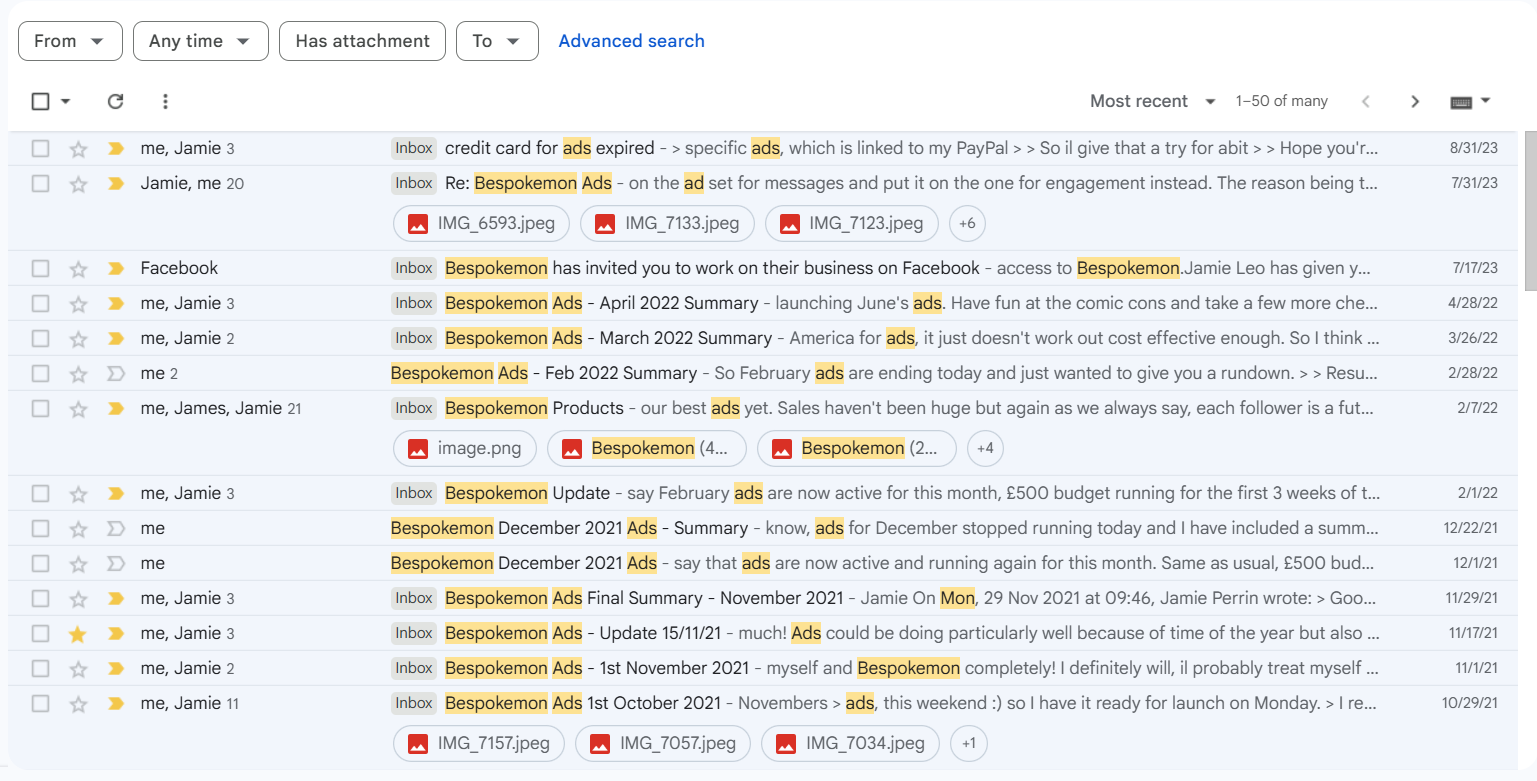 From Any time Has attachment To Advanced search
Most recent 1–50 of many
me, Jamie 3 Inbox credit card for ads expired - > specific ads, which is linked to my PayPal > > So il give that a try for abit > > Hope you'r... 8/31/23
Jamie, me 20 Inbox Re: Bespokemon Ads - on the ad set for messages and put it on the one for engagement instead. The reason being t... 7/31/23
IMG_6593.jpeg IMG_7133.jpeg IMG_7123.jpeg +6
Facebook Inbox Bespokemon has invited you to work on their business on Facebook - access to Bespokemon.Jamie Leo has given y... 7/17/23
me, Jamie 3 Inbox Bespokemon Ads - April 2022 Summary - launching June's ads. Have fun at the comic cons and take a few more che... 4/28/22
me, Jamie 2 Inbox Bespokemon Ads - March 2022 Summary - America for ads, it just doesn't work out cost effective enough. So I think ... 3/26/22
me 2 Bespokemon Ads - Feb 2022 Summary - So February ads are ending today and just wanted to give you a rundown. > > Resu... 2/28/22
me, James, Jamie 21 Inbox Bespokemon Products - our best ads yet. Sales haven't been huge but again as we always say, each follower is a fut... 2/7/22
image.png Bespokemon (4... Bespokemon (2... +4
me, Jamie 3 Inbox Bespokemon Update - say February ads are now active for this month, £500 budget running for the first 3 weeks of t... 2/1/22
me Bespokemon December 2021 Ads - Summary - know, ads for December stopped running today and I have included a summ... 12/22/21
me Bespokemon December 2021 Ads - say that ads are now active and running again for this month. Same as usual, £500 bud... 12/1/21
me, Jamie 3 Inbox Bespokemon Ads Final Summary - November 2021 - Jamie On Mon, 29 Nov 2021 at 09:46, Jamie Perrin wrote: > Goo... 11/29/21
me, Jamie 3 Inbox Bespokemon Ads - Update 15/11/21 - much! Ads could be doing particularly well because of time of the year but also ... 11/17/21
me, Jamie 2 Inbox Bespokemon Ads - 1st November 2021 - myself and Bespokemon completely! I definitely will, il probably treat myself ... 11/1/21
me, Jamie 11 Inbox Bespokemon Ads 1st October 2021 - Novembers > ads, this weekend :) so I have it ready for launch on Monday. > I re... 10/29/21
IMG_7157.jpeg IMG_7057.jpeg IMG_7034.jpeg +1